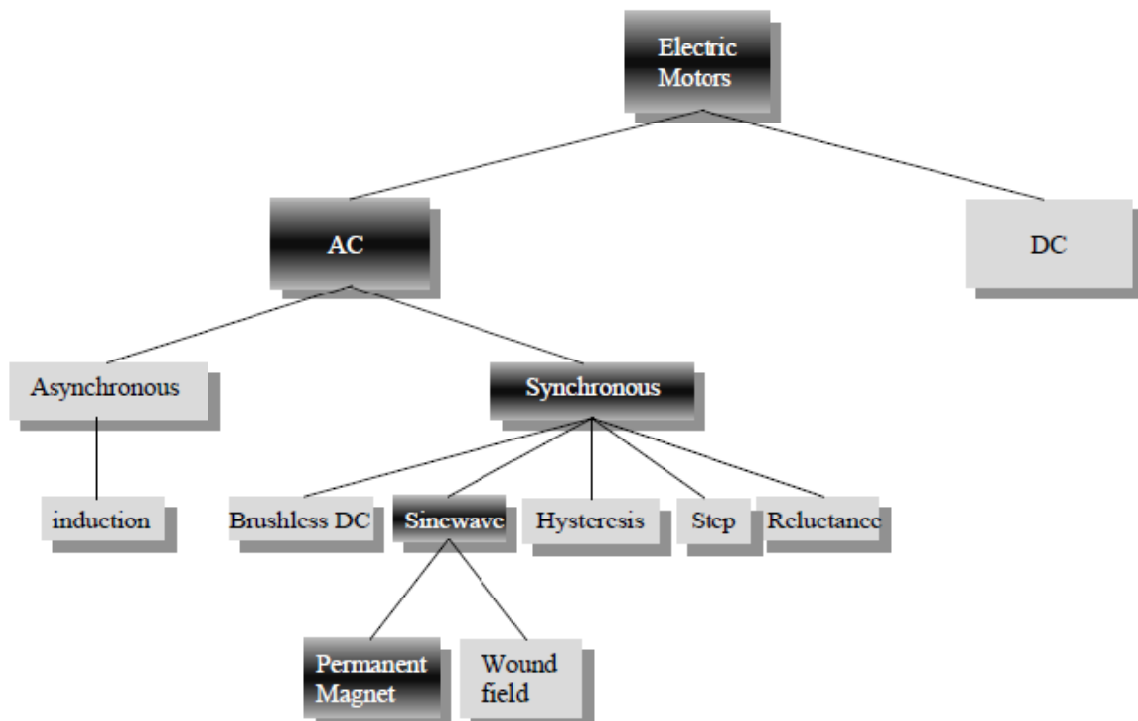 Electric
Motors
AC
DC
Asynchronous
Synchronous
induction
Brushless DC
Sinewave
Hysteresis
Step
Reluctance
Permanent
Magnet
Wound
field